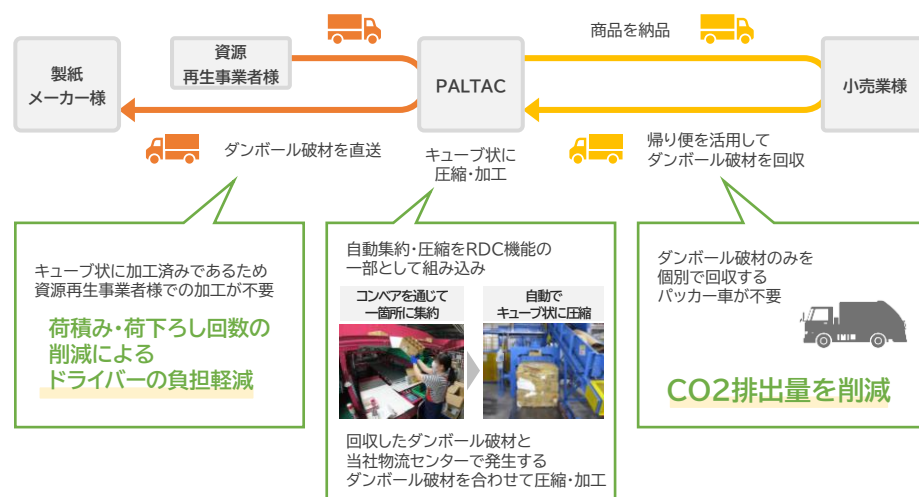 商品を納品
製紙
メーカー様
資源
再生事業者様
PALTAC
小売業様
ダンボール破材を直送
キューブ状に
圧縮・加工
帰り便を活用して
ダンボール破材を回収
キューブ状に加工済みであるため
資源再生事業者様での加工が不要
荷積み・荷下ろし回数の
削減による
ドライバーの負担軽減
自動集約・圧縮をRDC機能の
一部として組み込み
コンベアを通じて
一箇所に集約
自動で
キューブ状に圧縮
回収したダンボール破材と
当社物流センターで発生する
ダンボール破材を合わせて圧縮・加工
ダンボール破材のみを
個別で回収する
パッカー車が不要
CO2排出量を削減